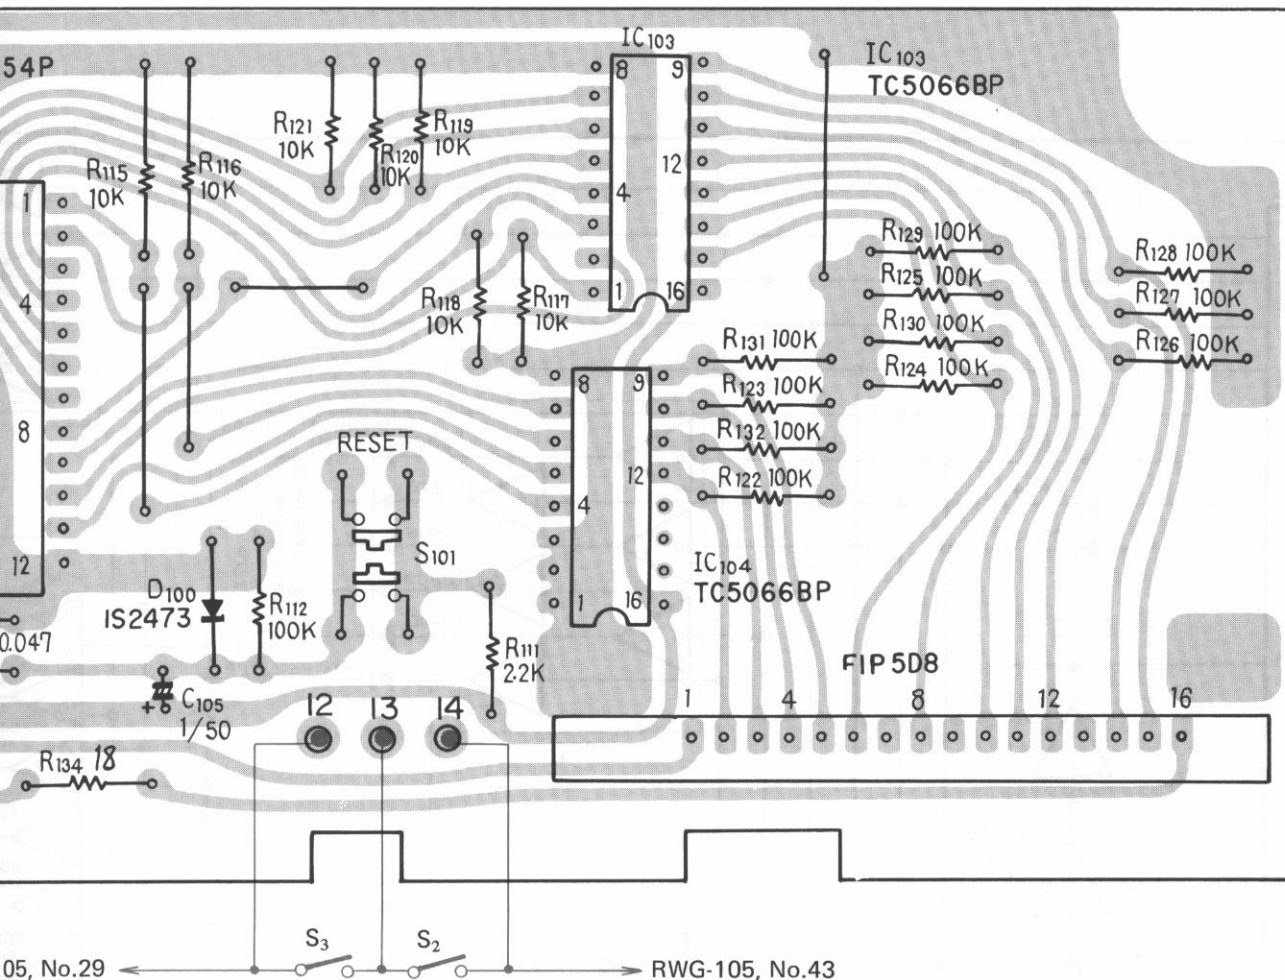 54P
IC103
IC103
TC5066BP
8
9
12
4
1
16
R121
10K
R120
10K
R119
10K
R115
10K
R116
10K
1
4
8
12
R118
10K
R117
10K
R129 100K
R125 100K
R130 100K
R124 100K
R128 100K
R127 100K
R126 100K
R131 100K
R123 100K
R132 100K
R122 100K
8
9
12
4
1
16
IC104
TC5066BP
RESET
S101
D100
1S2473
R112
100K
R111
2.2K
0.047
C105
1/50
+
12
13
14
R134 18
FIP5D8
1
4
8
12
16
S3
S2
05, No.29
RWG-105, No.43